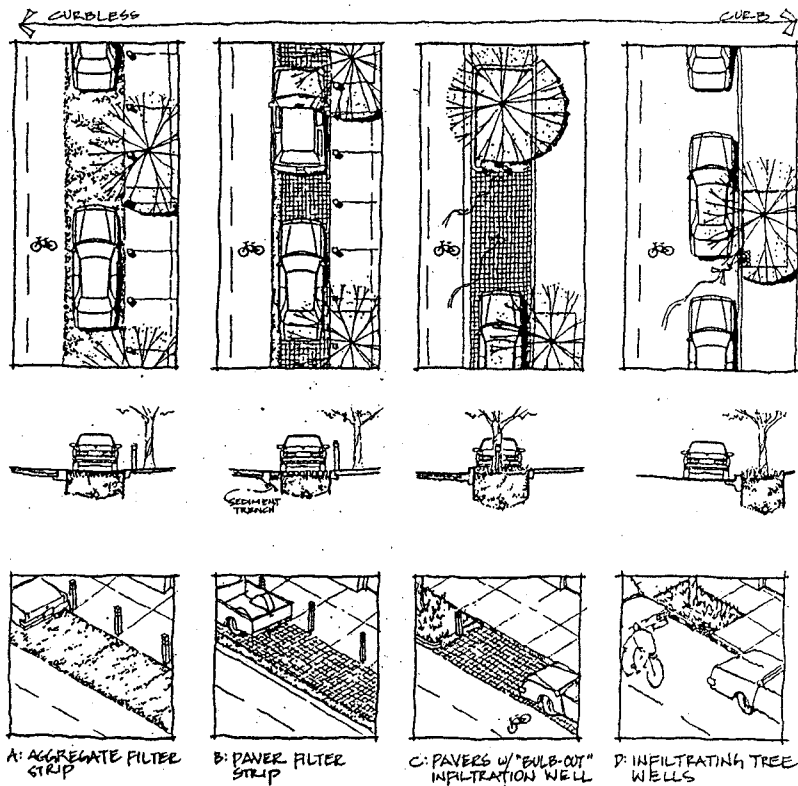 CURBLESS
CURB
SEDIMENT
TRENCH
A: AGGREGATE FILTER
STRIP
B: PAVER FILTER
STRIP
C: PAVERS W/ "BULB-OUT"
INFILTRATION WELL
D: INFILTRATING TREE
WELLS